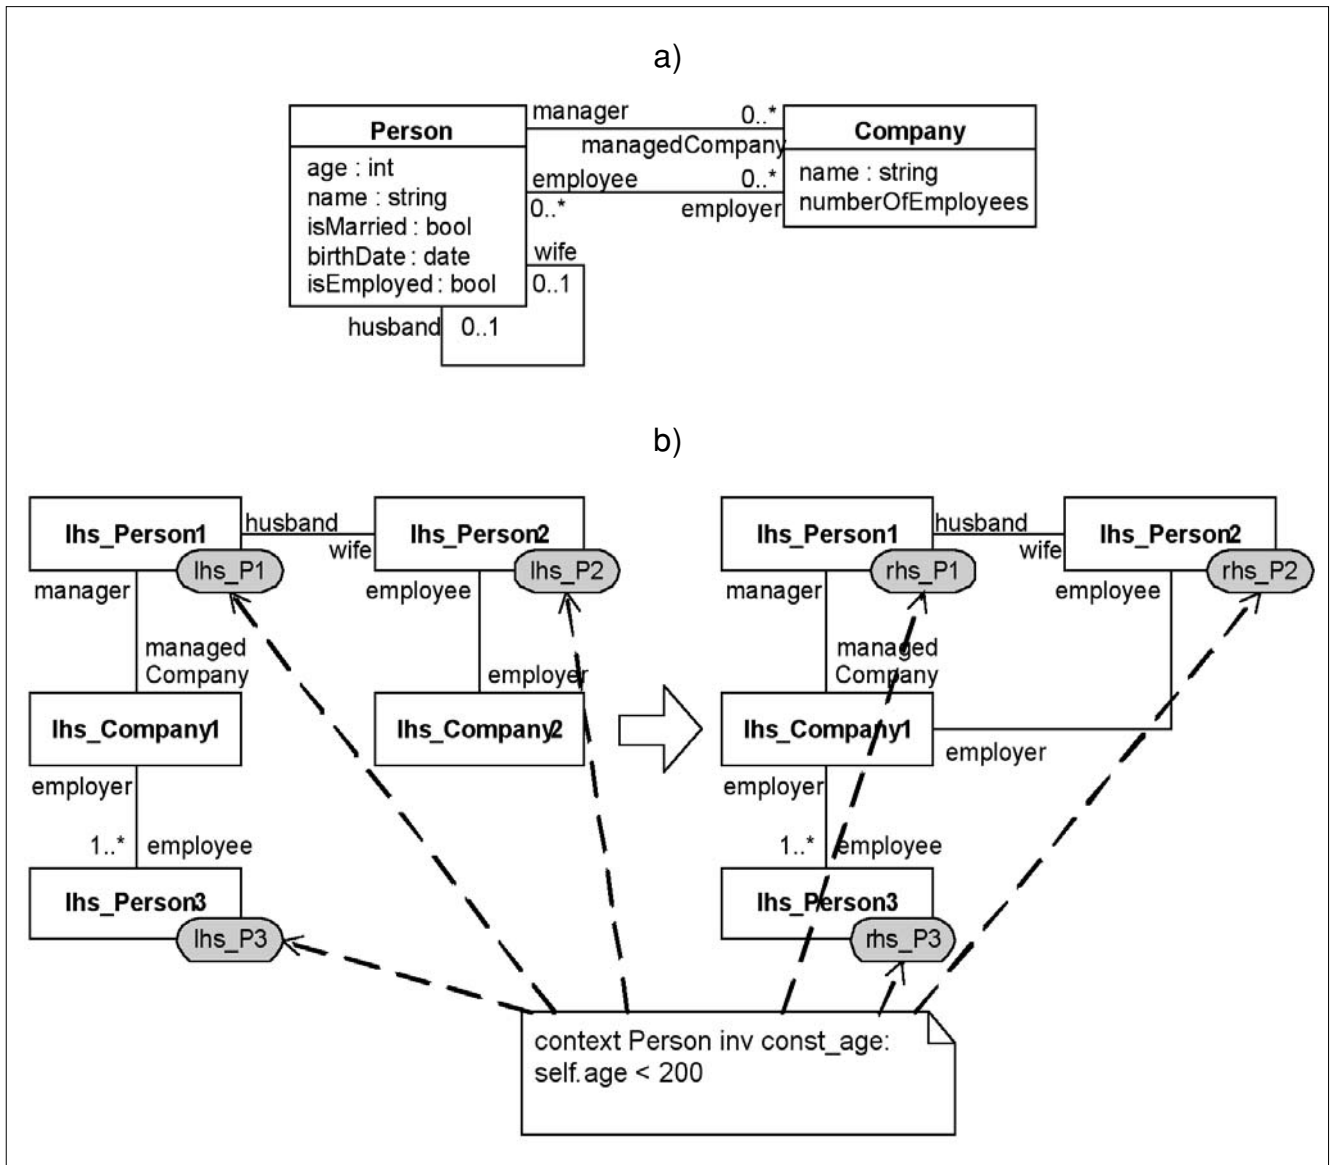 a)
manager 0..*
Person
Company
managedCompany
age : int
name : string
isMarried : bool
birthDate : date
isEmployed : bool
employee 0..*
0..* employer
name : string
numberOfEmployees
wife
0..1
husband 0..1
b)
lhs_Person1
husband
wife
lhs_Person2
lhs_P1
lhs_P2
manager
employee
managed
Company
employer
lhs_Company1
lhs_Company2
employer
1..* employee
lhs_Person3
lhs_P3
lhs_Person1
husband
wife
lhs_Person2
rhs_P1
rhs_P2
manager
employee
managed
Company
lhs_Company1
employer
employer
1..* employee
lhs_Person3
rhs_P3
context Person inv const_age:
self.age < 200